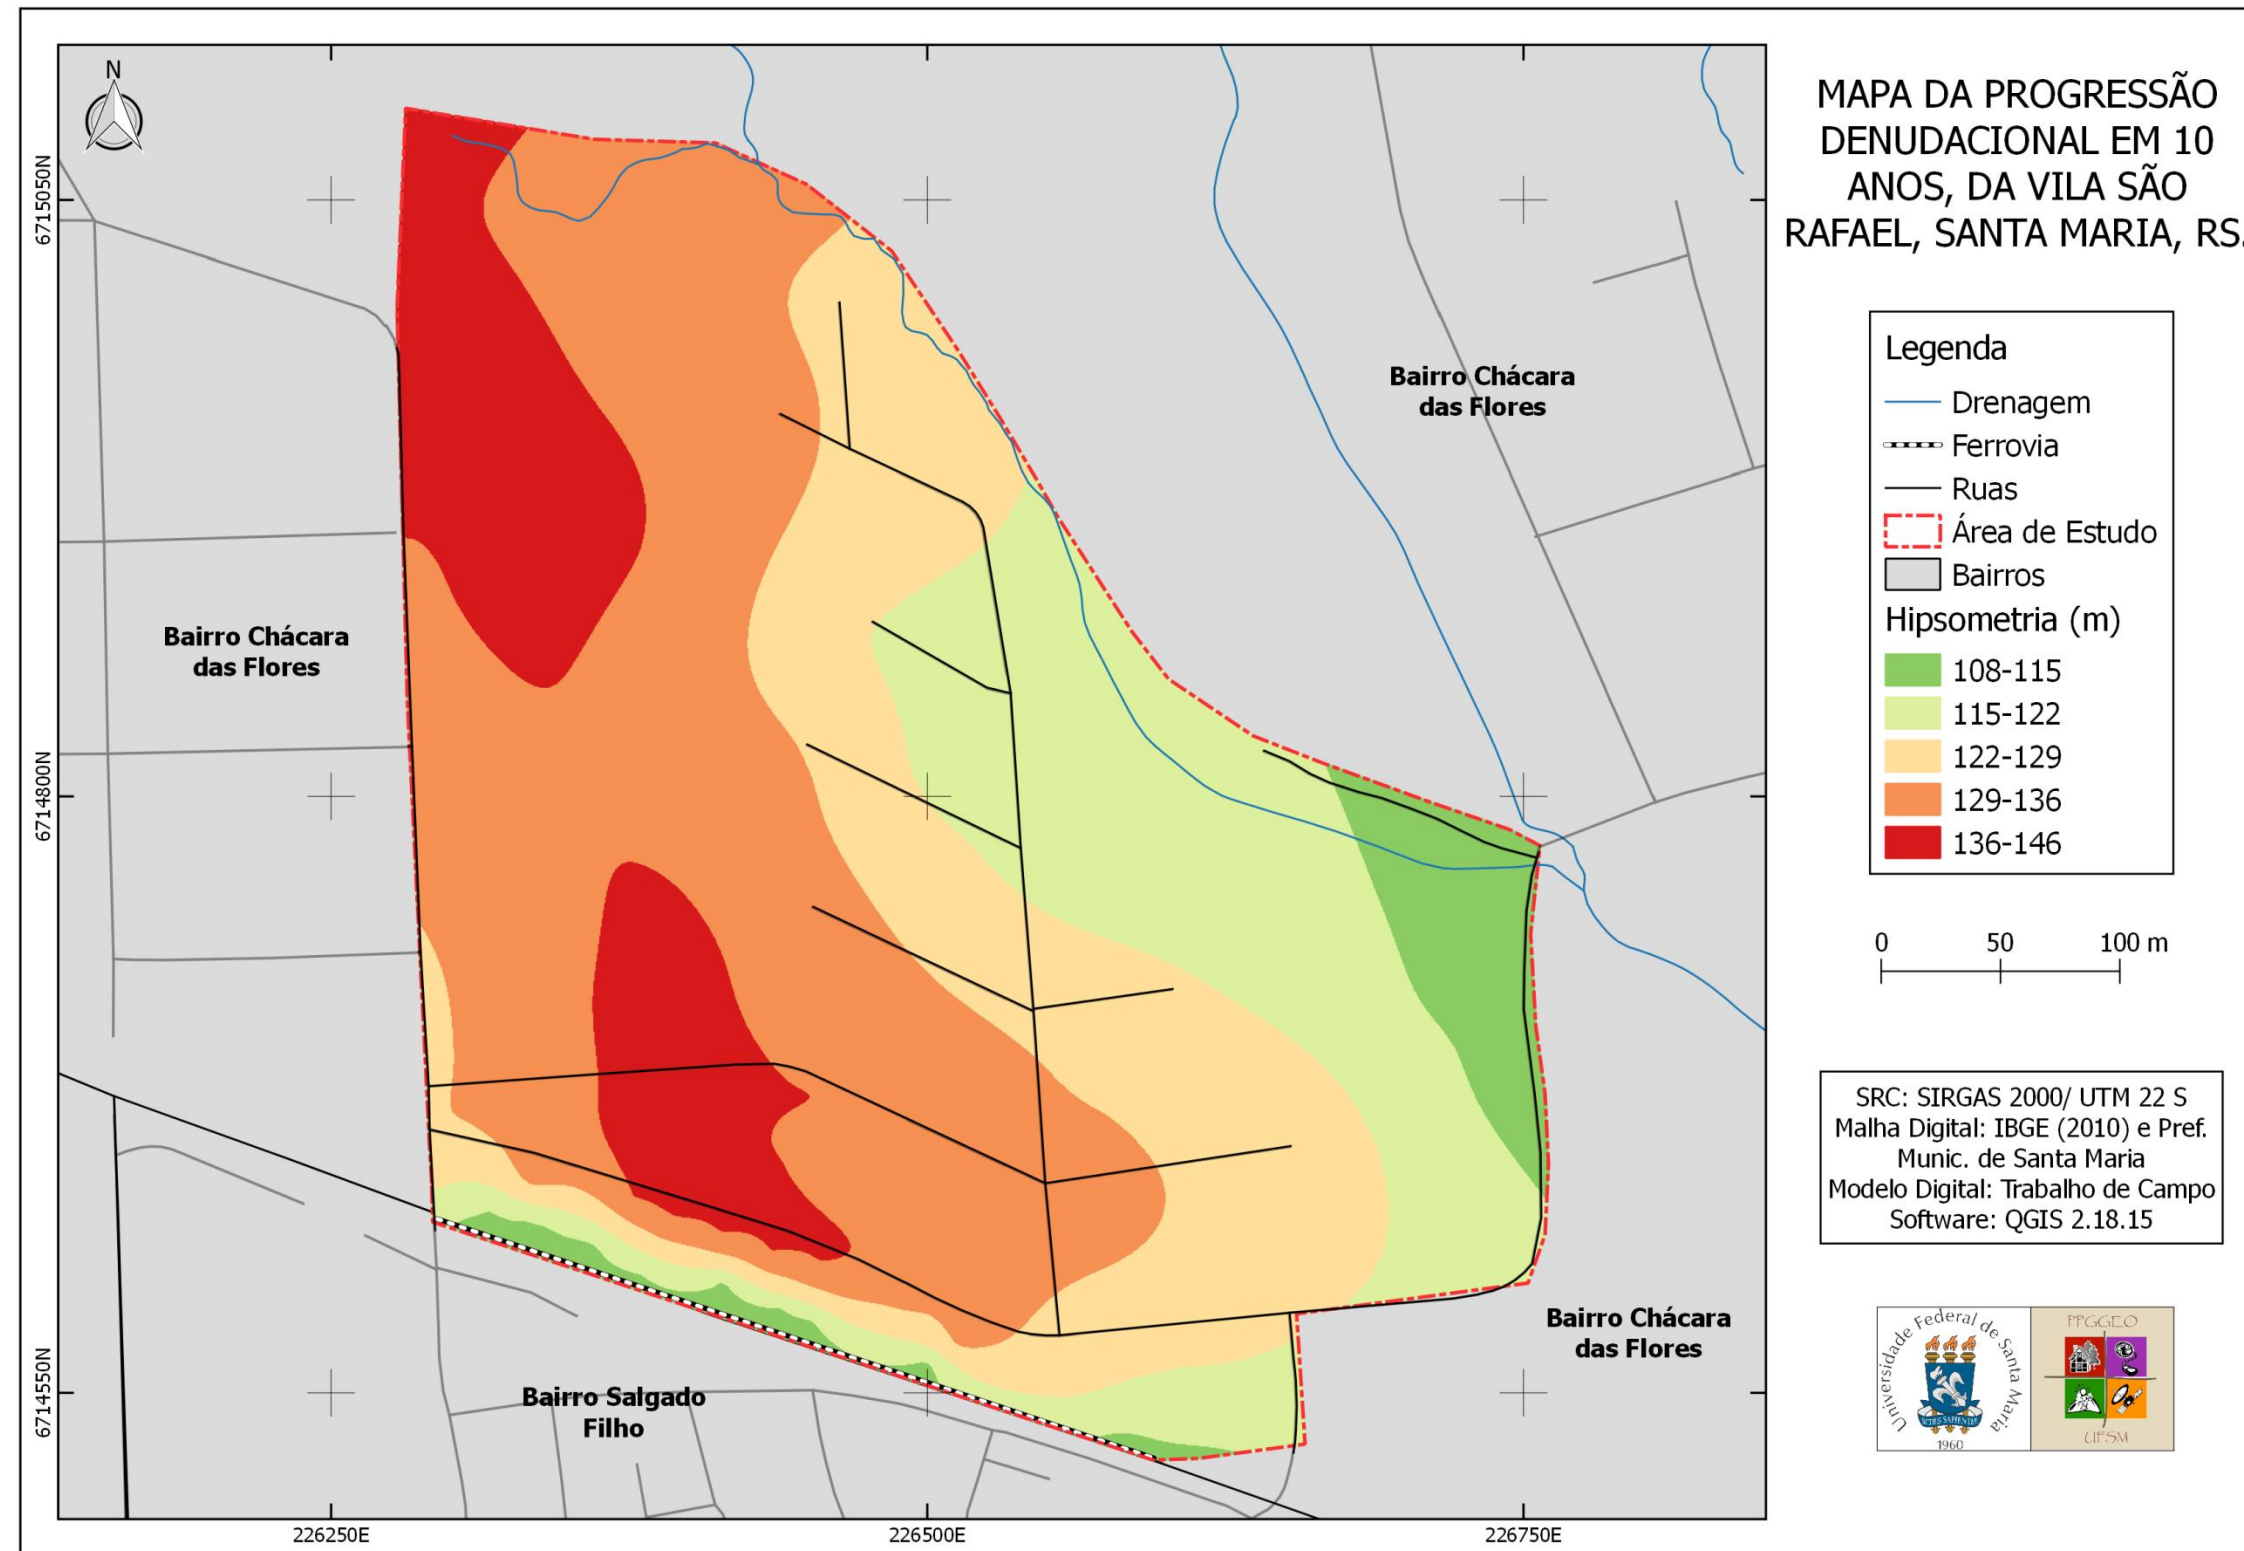 MAPA DA PROGRESSÃO
DENUDACIONAL EM 10
ANOS, DA VILA SÃO
RAFAEL, SANTA MARIA, RS.
N
6715050N
6714800N
6714550N
226250E
226500E
226750E
Bairro Chácara
das Flores
Bairro Chácara
das Flores
Bairro Chácara
das Flores
Bairro Salgado
Filho
Legenda
Drenagem
Ferrovia
Ruas
Área de Estudo
Bairros
Hipsometria (m)
108-115
115-122
122-129
129-136
136-146
0 50 100 m
SRC: SIRGAS 2000/ UTM 22 S
Malha Digital: IBGE (2010) e Pref.
Munic. de Santa Maria
Modelo Digital: Trabalho de Campo
Software: QGIS 2.18.15
Universidade Federal de Santa Maria
SEDES SAPIENTIAE
1960
PPGGEO
UFSM